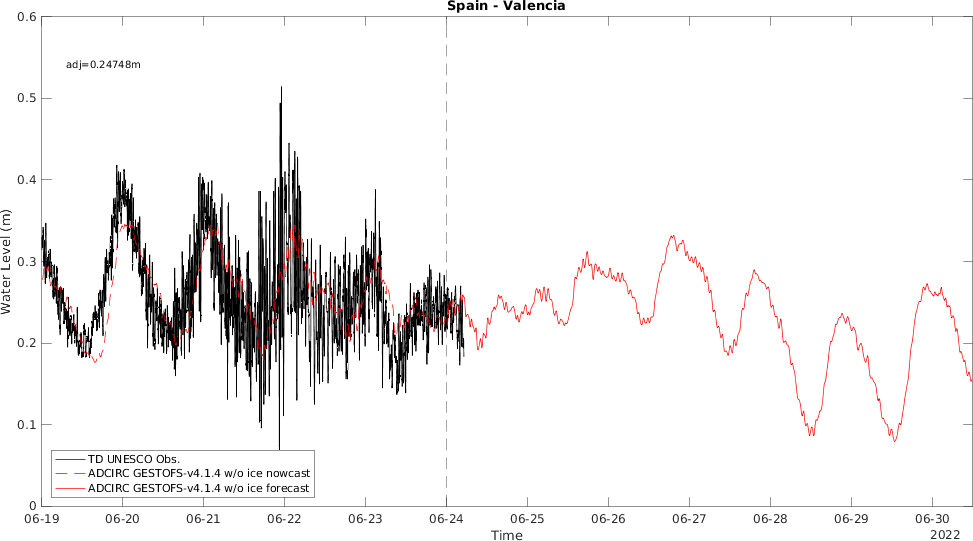 Spain - Valencia
adj=0.24748m
Water Level (m)
0.6
0.5
0.4
0.3
0.2
0.1
0
TD UNESCO Obs.
ADCIRC GESTOFS-v4.1.4 w/o ice nowcast
ADCIRC GESTOFS-v4.1.4 w/o ice forecast
06-19 06-20 06-21 06-22 06-23 06-24 06-25 06-26 06-27 06-28 06-29 06-30
2022
Time